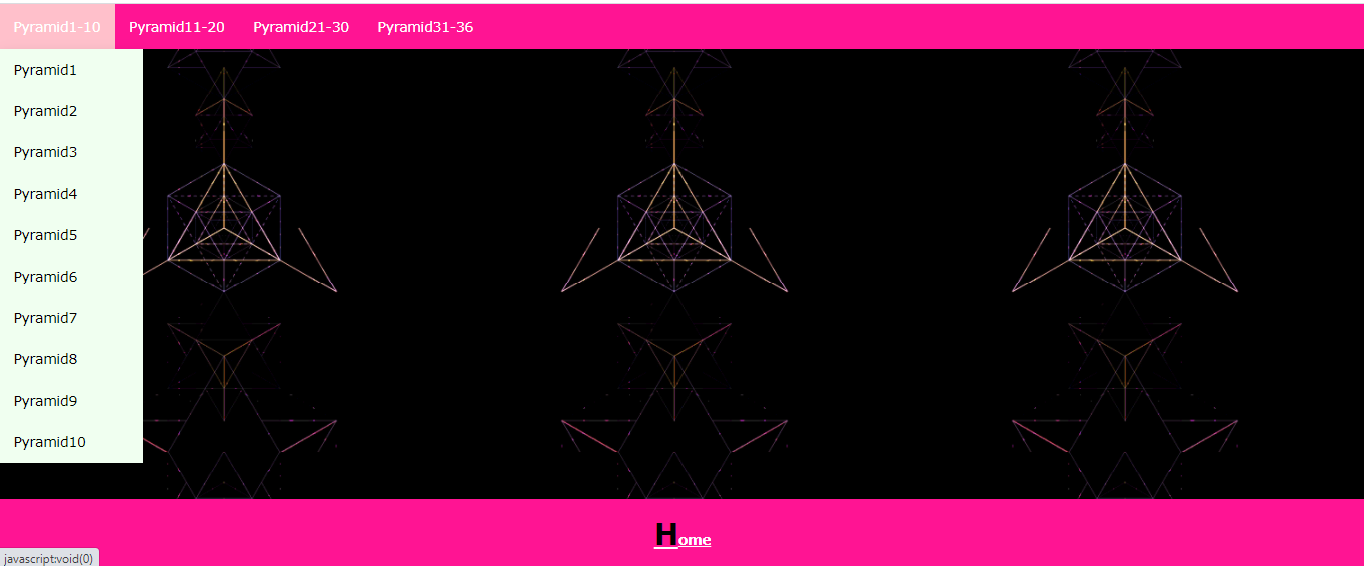 Pyramid1-10 Pyramid11-20 Pyramid21-30 Pyramid31-36
Pyramid1
Pyramid2
Pyramid3
Pyramid4
Pyramid5
Pyramid6
Pyramid7
Pyramid8
Pyramid9
Pyramid10
Home
javascript:void(0)